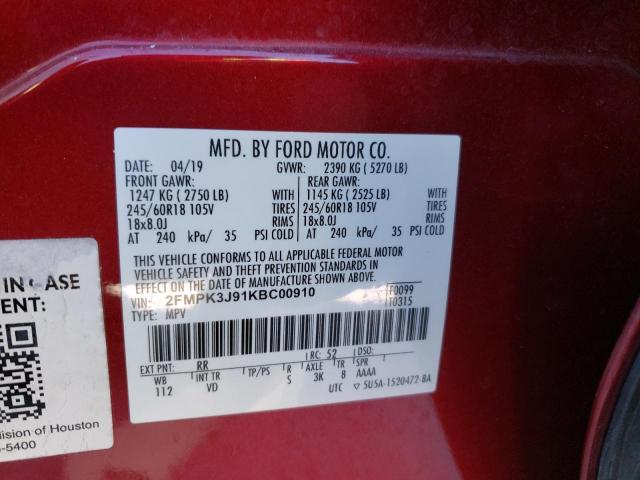 MFD. BY FORD MOTOR CO.
DATE: 04/19 GVWR: 2390 KG ( 5270 LB)
FRONT GAWR: REAR GAWR:
1247 KG ( 2750 LB) WITH 1145 KG ( 2525 LB) WITH
245/60R18 105V TIRES 245/60R18 105V TIRES
18x8.0J RIMS 18x8.0J RIMS
AT 240 kPa/ 35 PSI COLD AT 240 kPa/ 35 PSI COLD
THIS VEHICLE CONFORMS TO ALL APPLICABLE FEDERAL MOTOR
VEHICLE SAFETY AND THEFT PREVENTION STANDARDS IN
EFFECT ON THE DATE OF MANUFACTURE SHOWN ABOVE.
VIN: 2FMPK3J91KBC00910 F0099
TYPE: MPV T0315
EXT PNT: RR RC: 52 DSO:
WB INT TR TP/PS R AXLE TR SPR
112 VD S 3K 8 AAAA
UTC ▽ 5U5A-1520472-BA
IN CASE
ENT:
ision of Houston
-5400